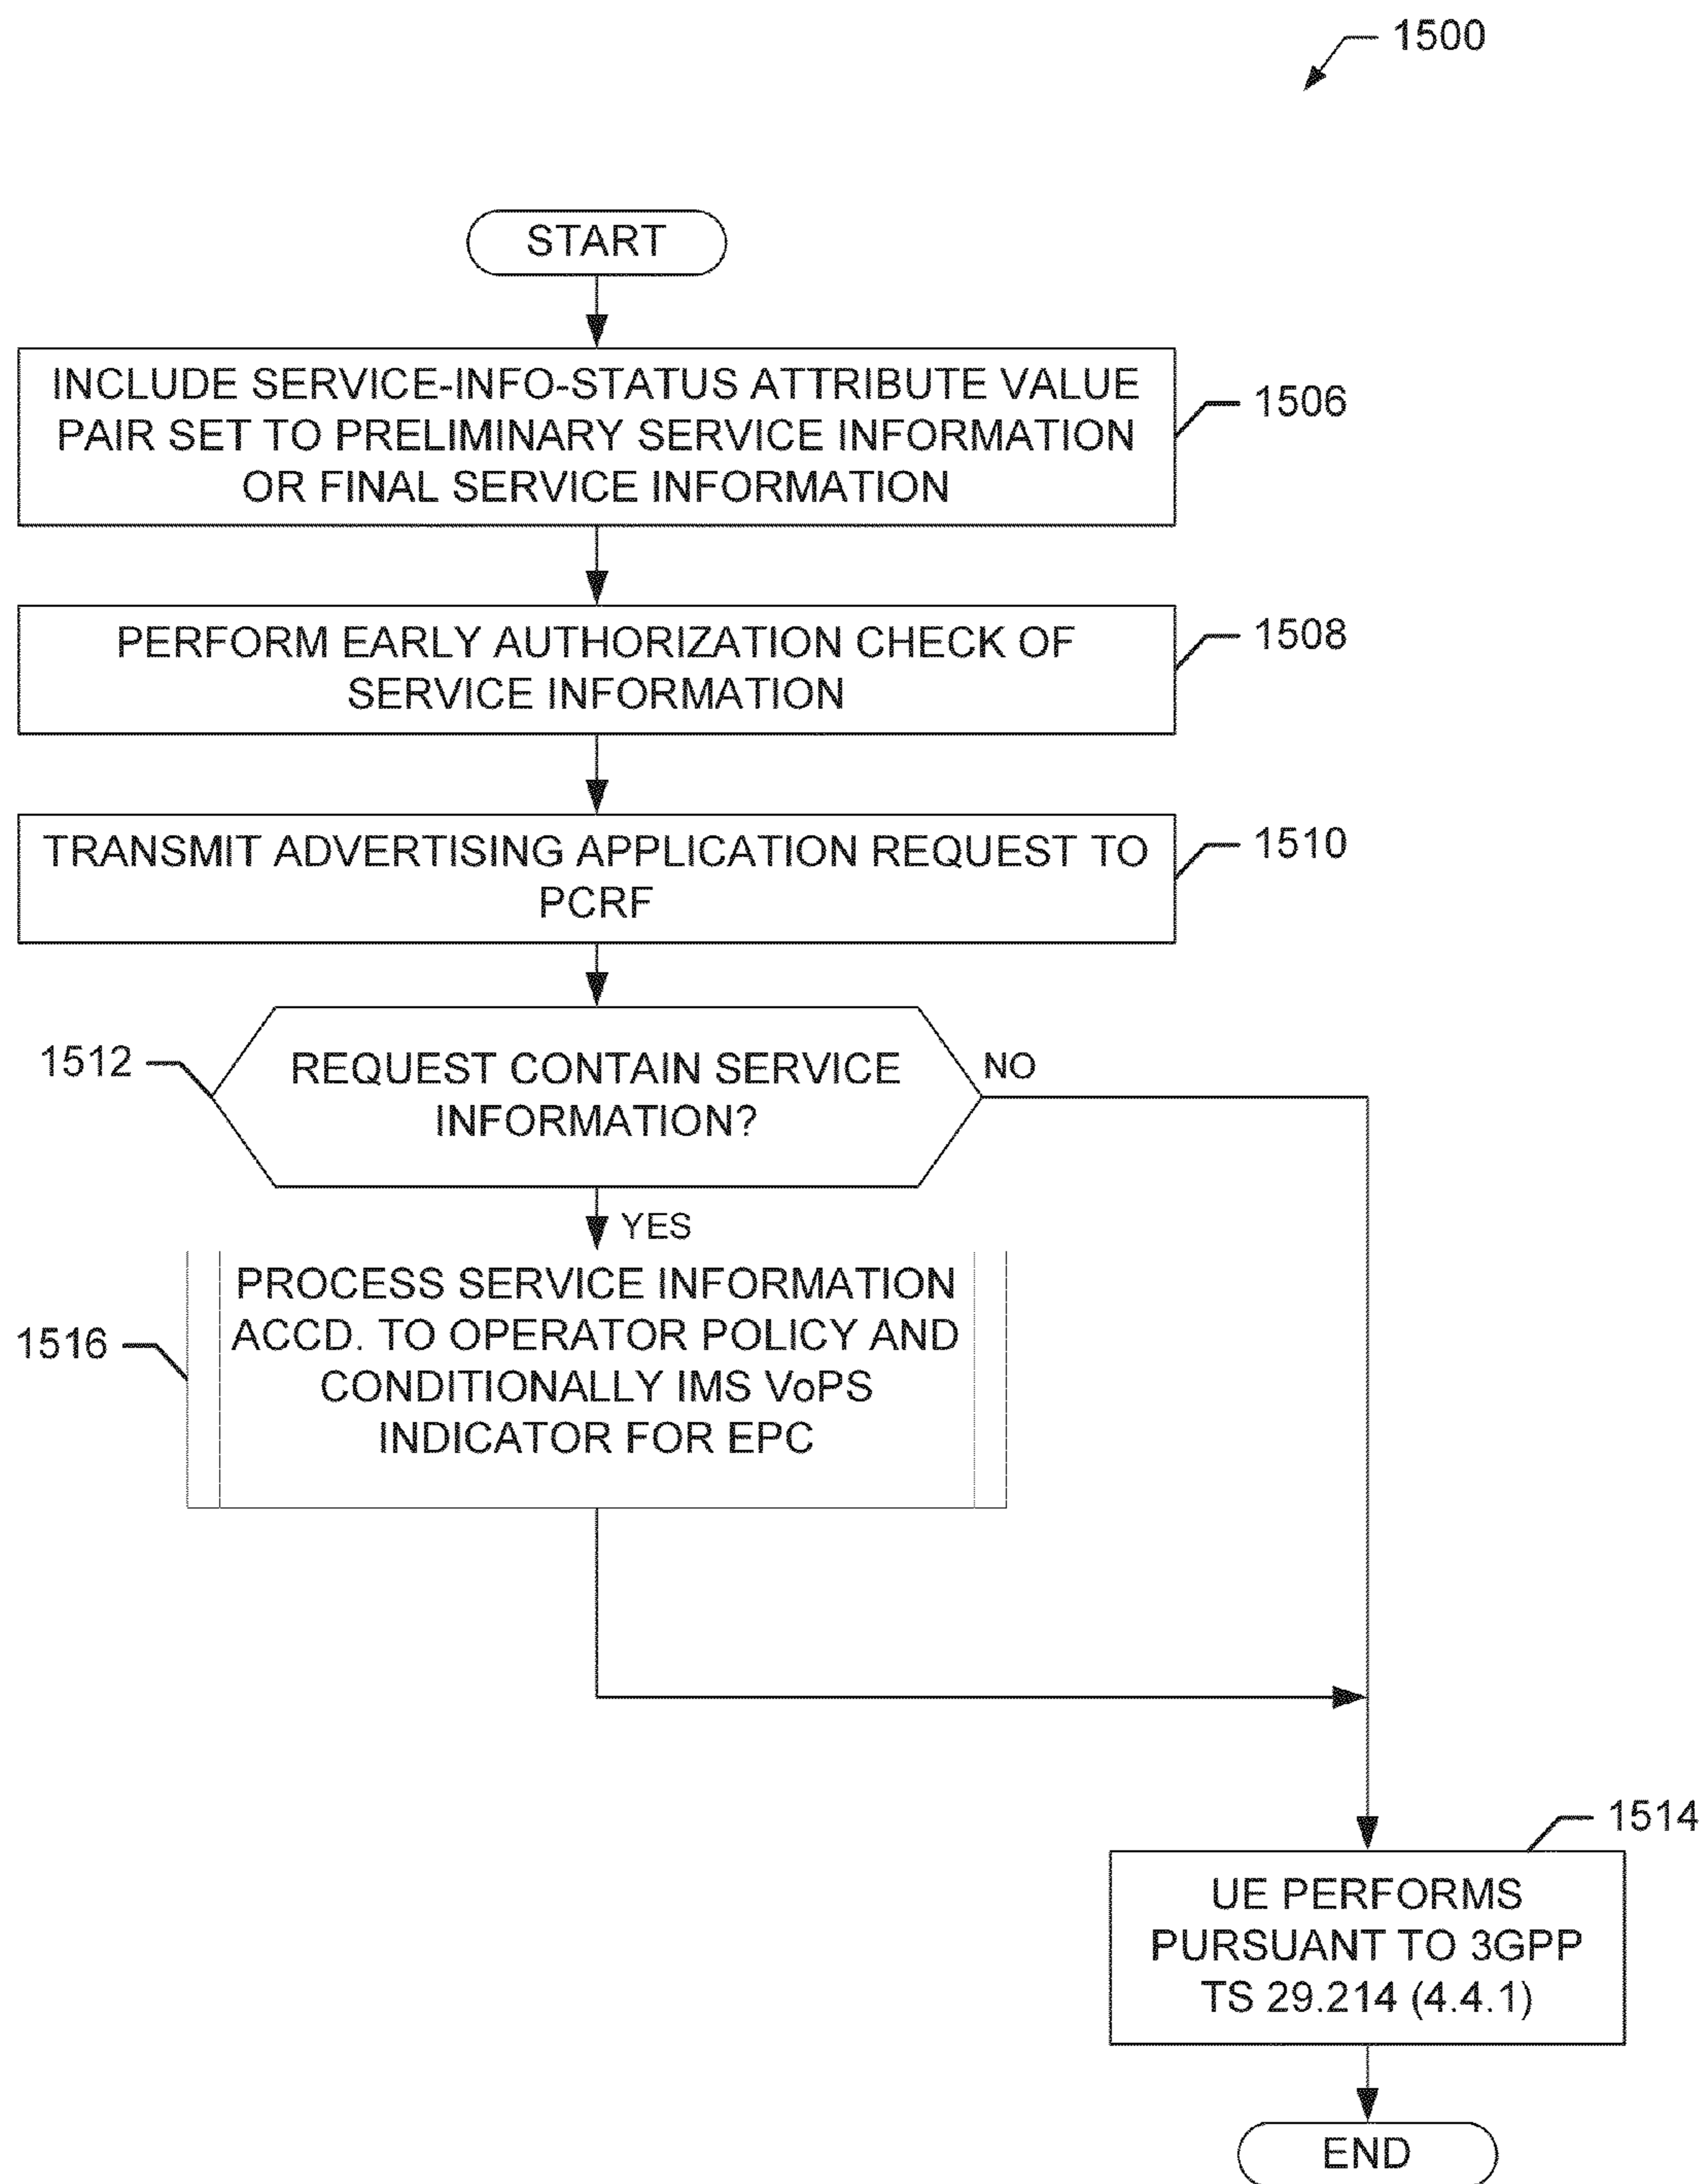 1500
START
INCLUDE SERVICE-INFO-STATUS ATTRIBUTE VALUE
PAIR SET TO PRELIMINARY SERVICE INFORMATION
OR FINAL SERVICE INFORMATION
1506
PERFORM EARLY AUTHORIZATION CHECK OF
SERVICE INFORMATION
1508
TRANSMIT ADVERTISING APPLICATION REQUEST TO
PCRF
1510
1512
REQUEST CONTAIN SERVICE
INFORMATION?
NO
YES
1516
PROCESS SERVICE INFORMATION
ACCD. TO OPERATOR POLICY AND
CONDITIONALLY IMS VoPS
INDICATOR FOR EPC
1514
UE PERFORMS
PURSUANT TO 3GPP
TS 29.214 (4.4.1)
END